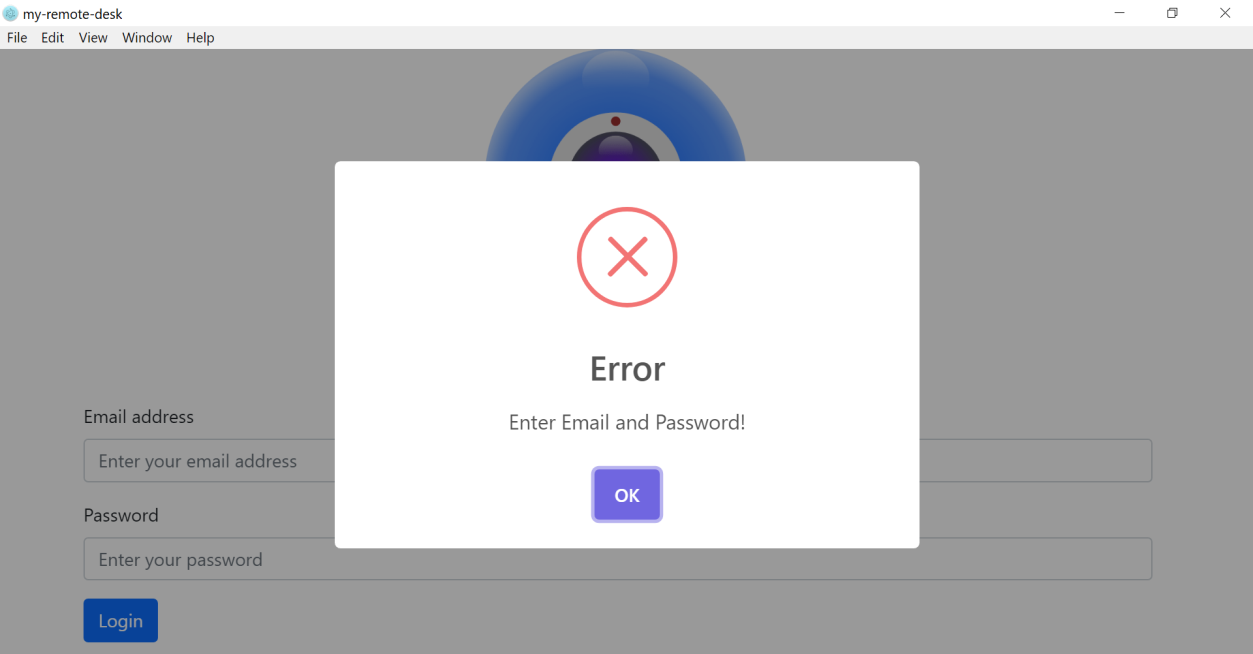 my-remote-desk
File Edit View Window Help
Error
Enter Email and Password!
OK
Email address
Enter your email address
Password
Enter your password
Login